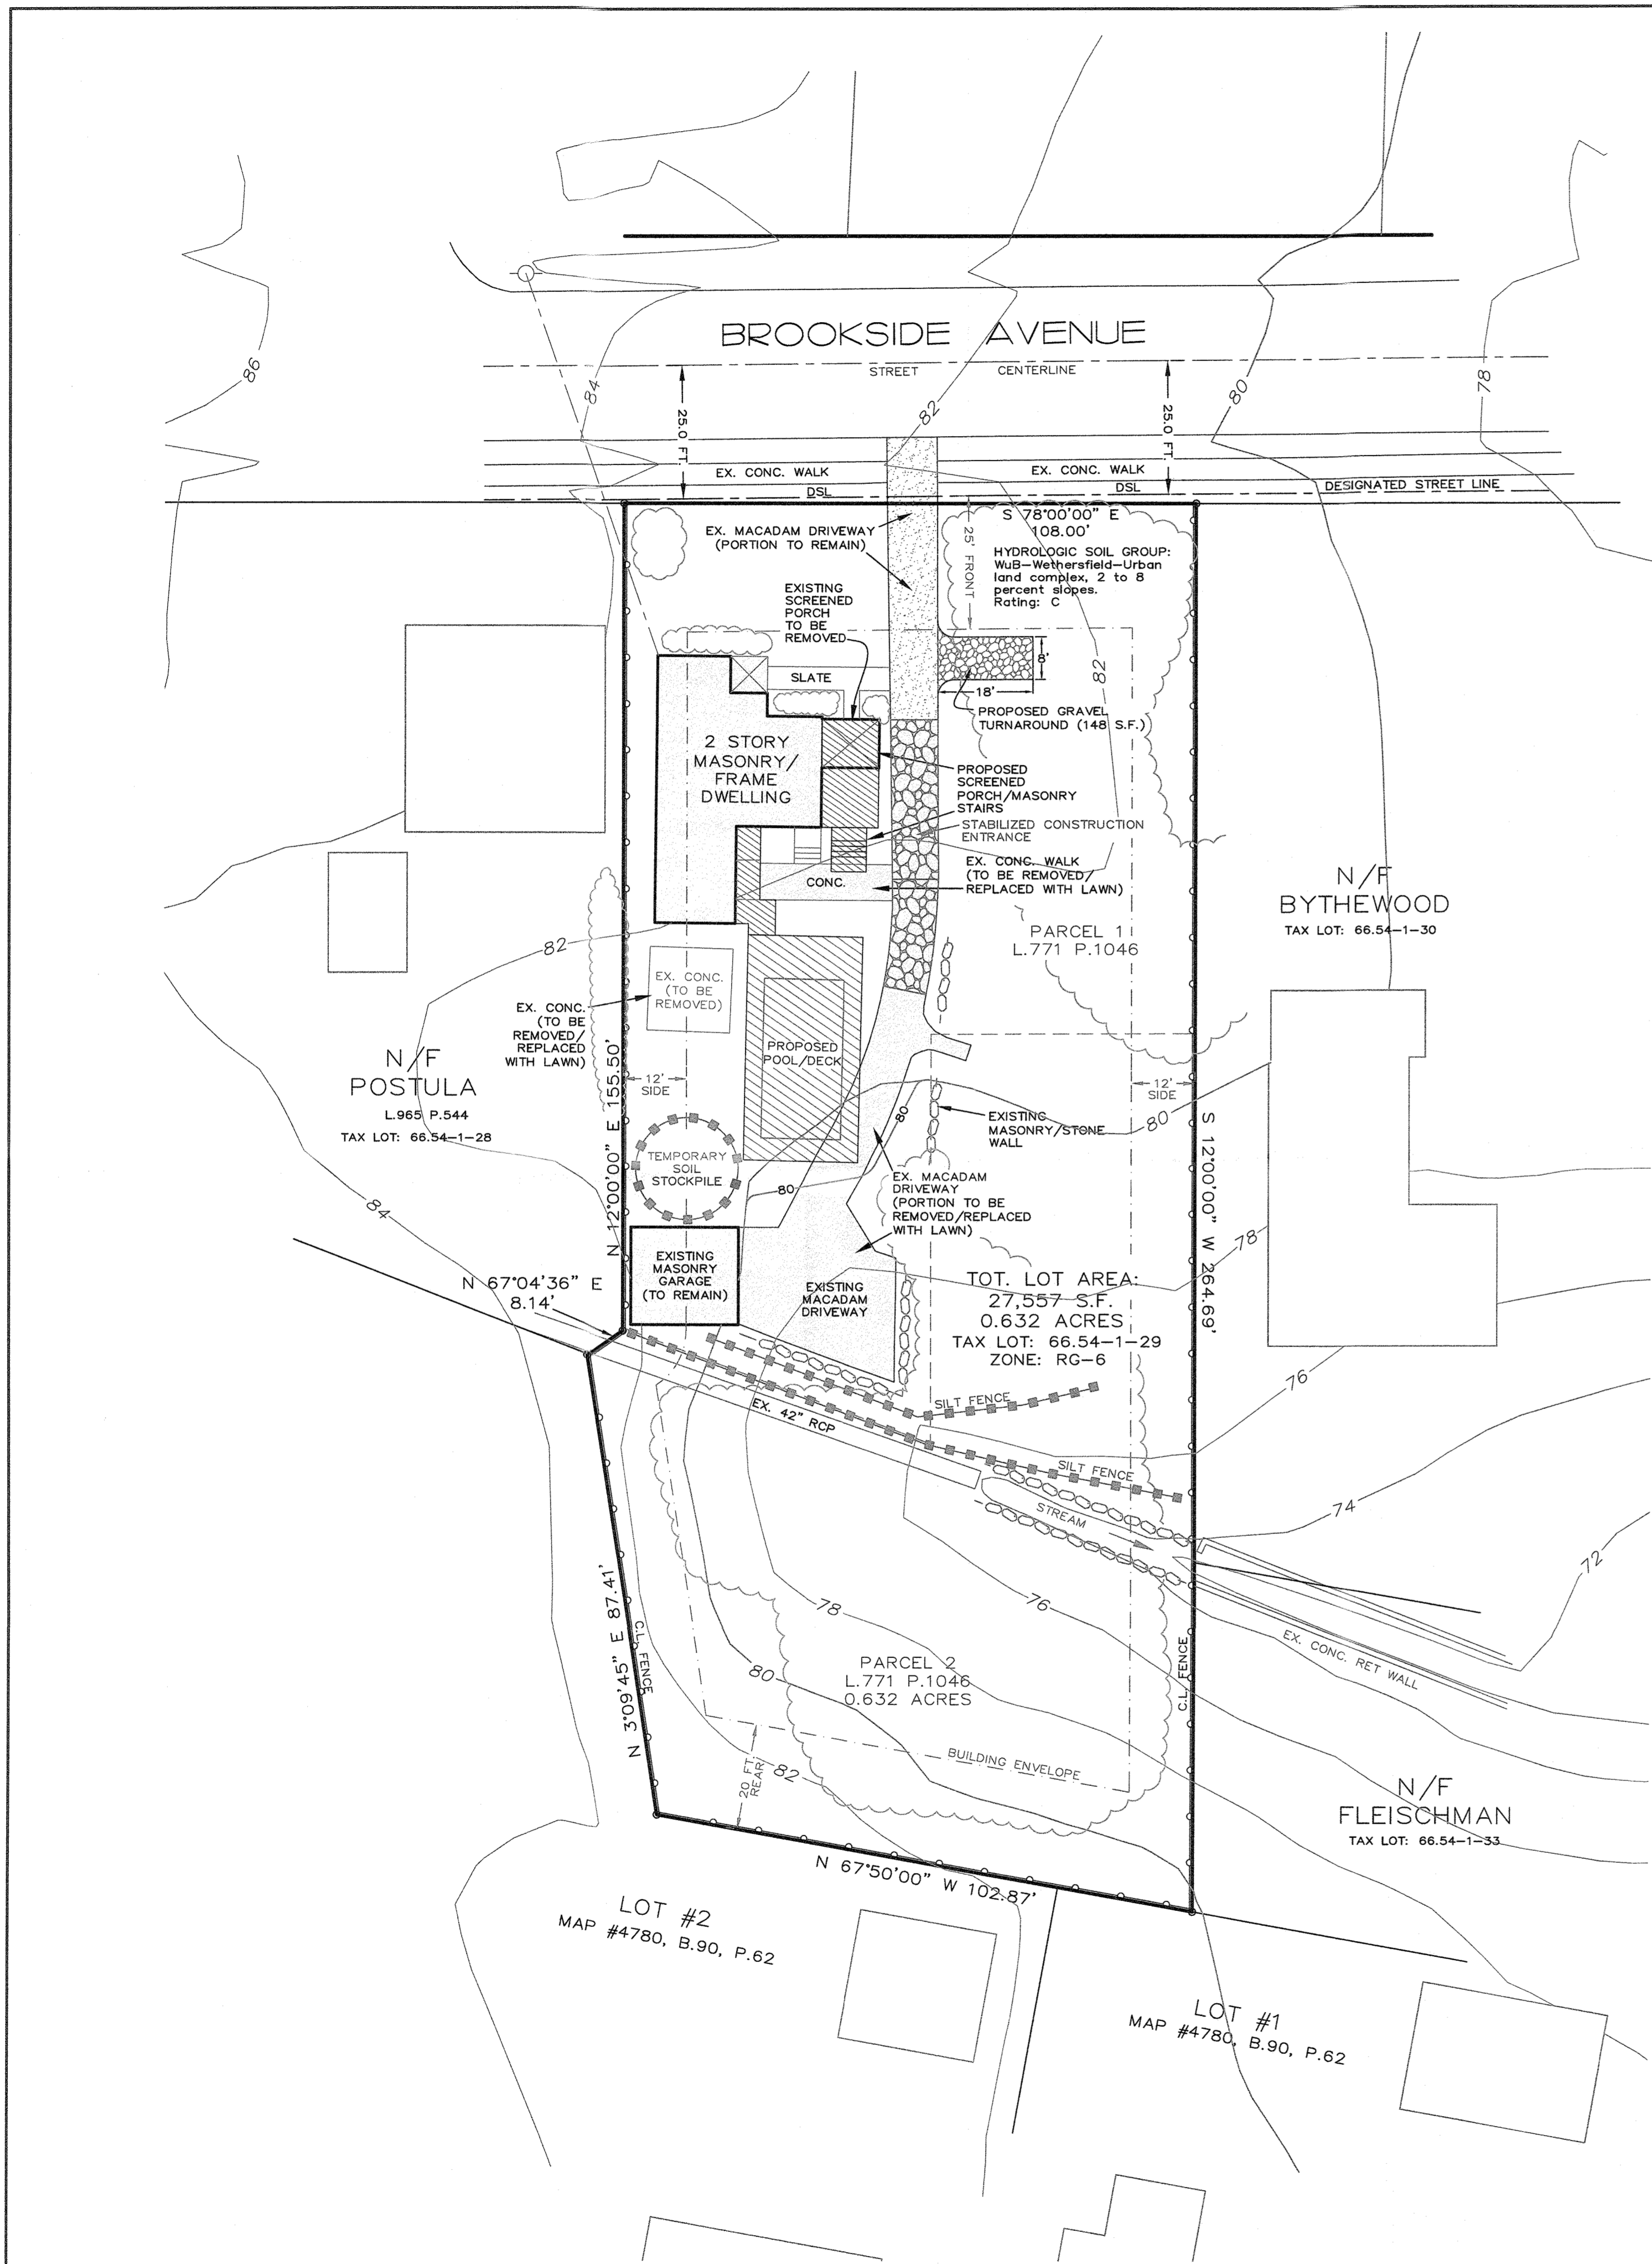 BROOKSIDE AVENUE
STREET CENTERLINE
86
84
82
80
78
25.0 FT.
25.0 FT.
EX. CONC. WALK
EX. CONC. WALK
DSL
DSL
DESIGNATED STREET LINE
S 78°00'00" E
108.00'
EX. MACADAM DRIVEWAY
(PORTION TO REMAIN)
25' FRONT
HYDROLOGIC SOIL GROUP:
WuB-Wethersfield-Urban
land complex, 2 to 8
percent slopes.
Rating: C
EXISTING
SCREENED
PORCH
TO BE
REMOVED
SLATE
8'
18'
82
PROPOSED GRAVEL
TURNAROUND (148 S.F.)
2 STORY
MASONRY/
FRAME
DWELLING
PROPOSED
SCREENED
PORCH/MASONRY
STAIRS
STABILIZED CONSTRUCTION
ENTRANCE
EX. CONC. WALK
(TO BE REMOVED/
REPLACED WITH LAWN)
CONC.
N/F
BYTHEWOOD
TAX LOT: 66.54-1-30
PARCEL 1
L.771 P.1046
82
EX. CONC.
(TO BE
REMOVED)
EX. CONC.
(TO BE
REMOVED/
REPLACED
WITH LAWN)
PROPOSED
POOL/DECK
N/F
POSTULA
L.965 P.544
TAX LOT: 66.54-1-28
12'
SIDE
12'
SIDE
N 12°00'00" E 155.50'
S 12°00'00" W 264.69'
80
80
EXISTING
MASONRY/STONE
WALL
TEMPORARY
SOIL
STOCKPILE
80
EX. MACADAM
DRIVEWAY
(PORTION TO BE
REMOVED/REPLACED
WITH LAWN)
84
78
EXISTING
MASONRY
GARAGE
(TO REMAIN)
EXISTING
MACADAM
DRIVEWAY
N 67°04'36" E
8.14'
TOT. LOT AREA:
27,557 S.F.
0.632 ACRES
TAX LOT: 66.54-1-29
ZONE: RG-6
76
SILT FENCE
EX. 42" RCP
SILT FENCE
STREAM
74
72
N 3°09'45" E 87.41'
C.L. FENCE
78
76
C.L. FENCE
EX. CONC. RET WALL
80
PARCEL 2
L.771 P.1046
0.632 ACRES
20 FT.
REAR
82
BUILDING ENVELOPE
N/F
FLEISCHMAN
TAX LOT: 66.54-1-33
N 67°50'00" W 102.87'
LOT #2
MAP #4780, B.90, P.62
LOT #1
MAP #4780, B.90, P.62